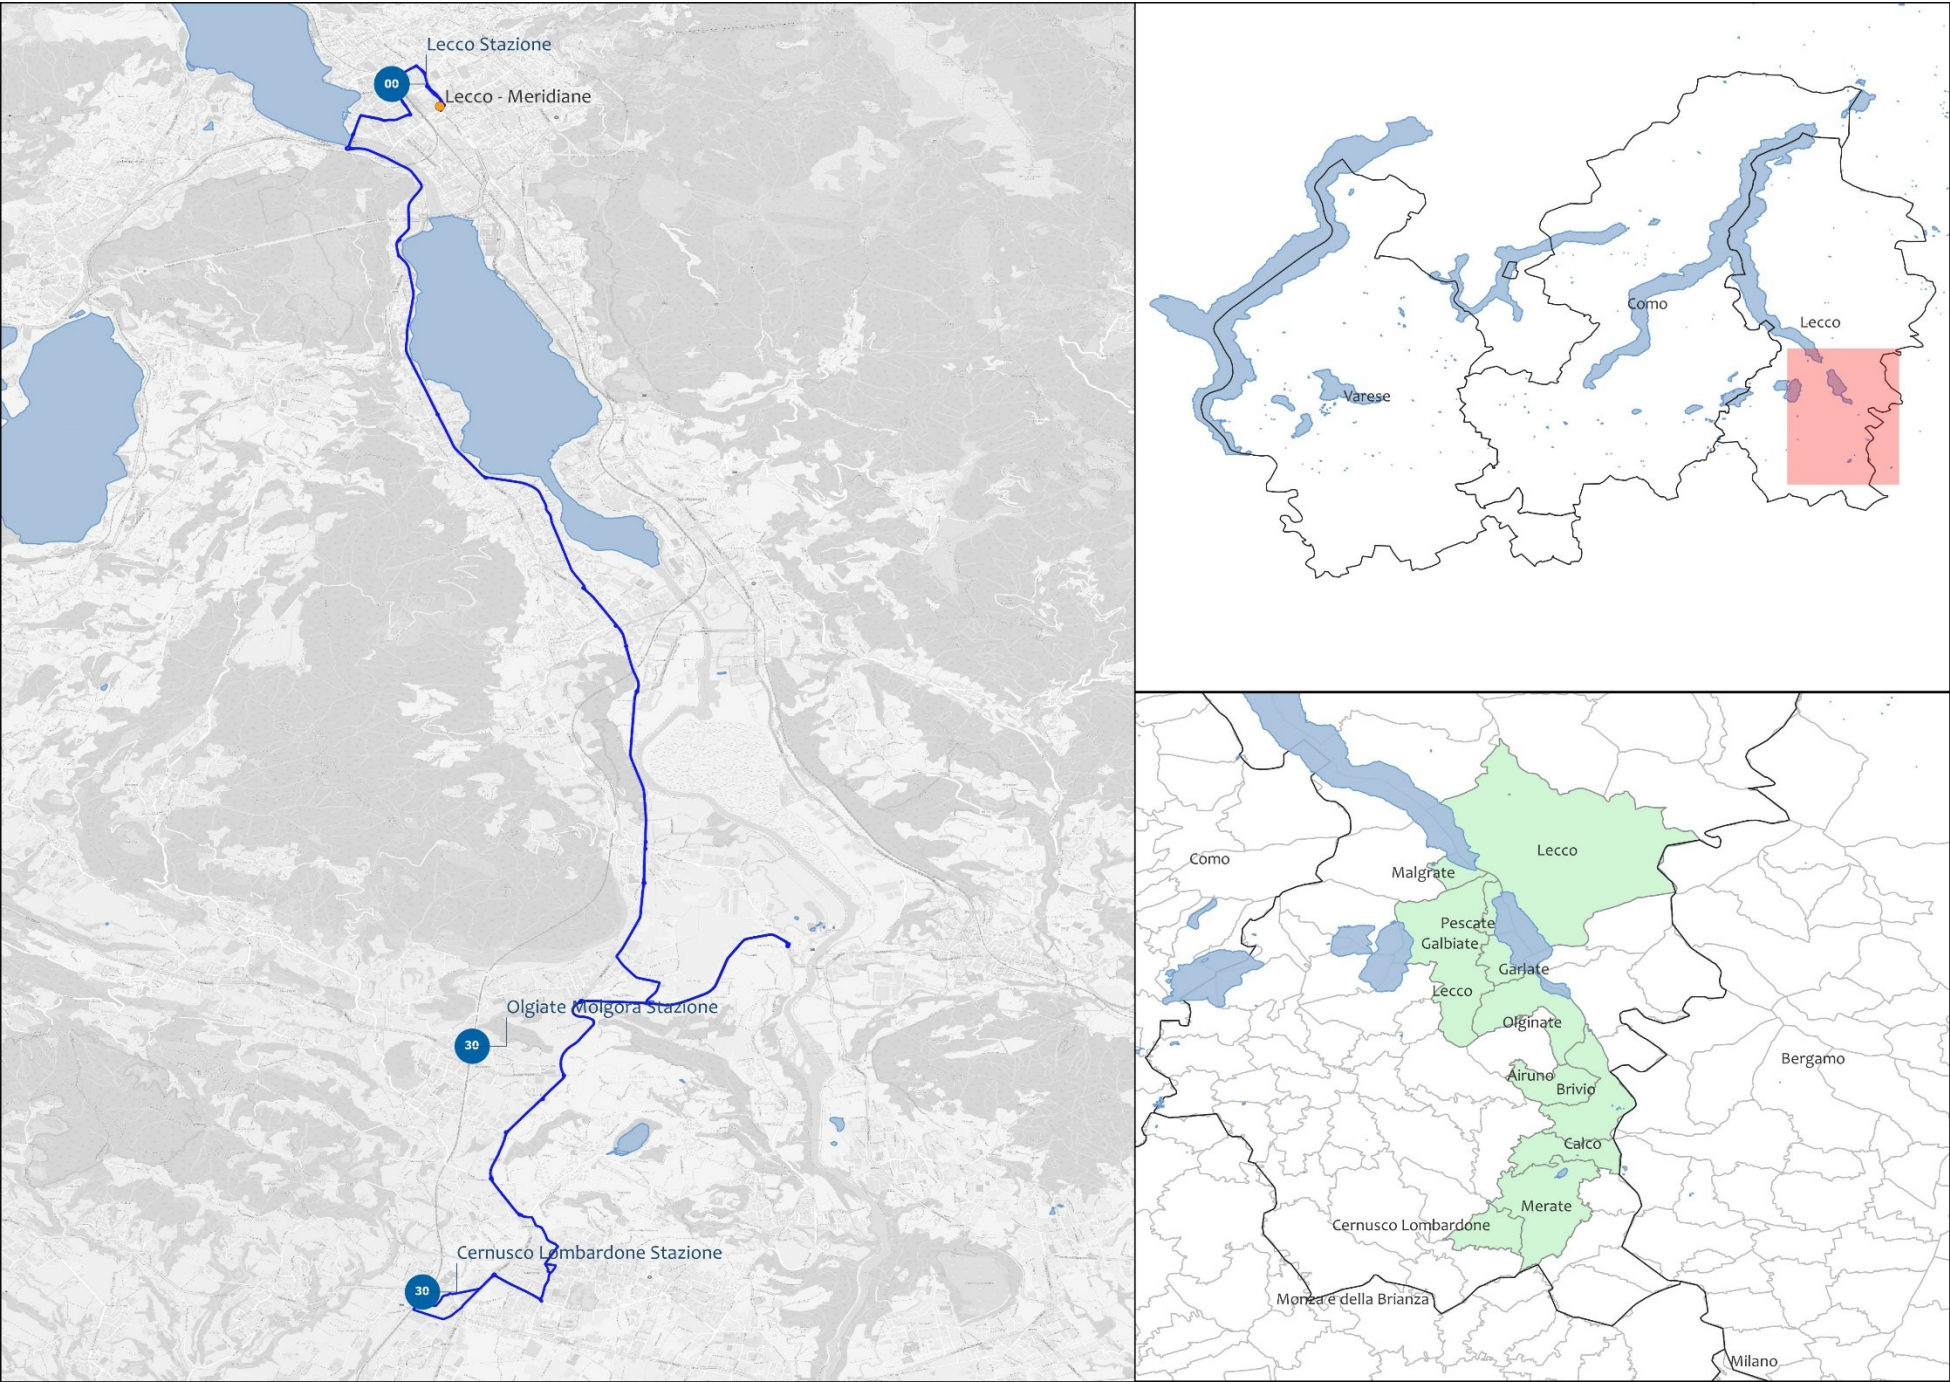 Lecco Stazione
00
Lecco - Meridiane
Olgiate Molgora Stazione
30
Cernusco Lombardone Stazione
30
Como
Lecco
Varese
Lecco
Como
Malgrate
Pescate
Galbiate
Garlate
Lecco
Olginate
Bergamo
Airuno
Brivio
Calco
Merate
Cernusco Lombardone
Monza e della Brianza
Milano